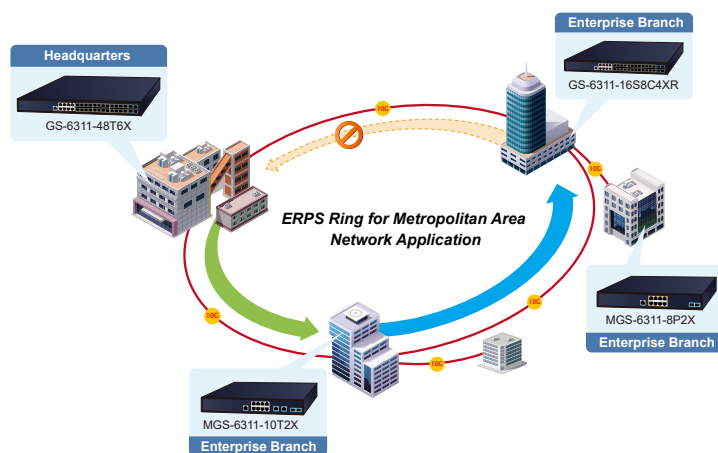 Enterprise Branch
GS-6311-16S8C4XR
Headquarters
GS-6311-48T6X
10G
10G
ERPS Ring for Metropolitan Area
Network Application
MGS-6311-8P2X
Enterprise Branch
10G
10G
10G
MGS-6311-10T2X
Enterprise Branch